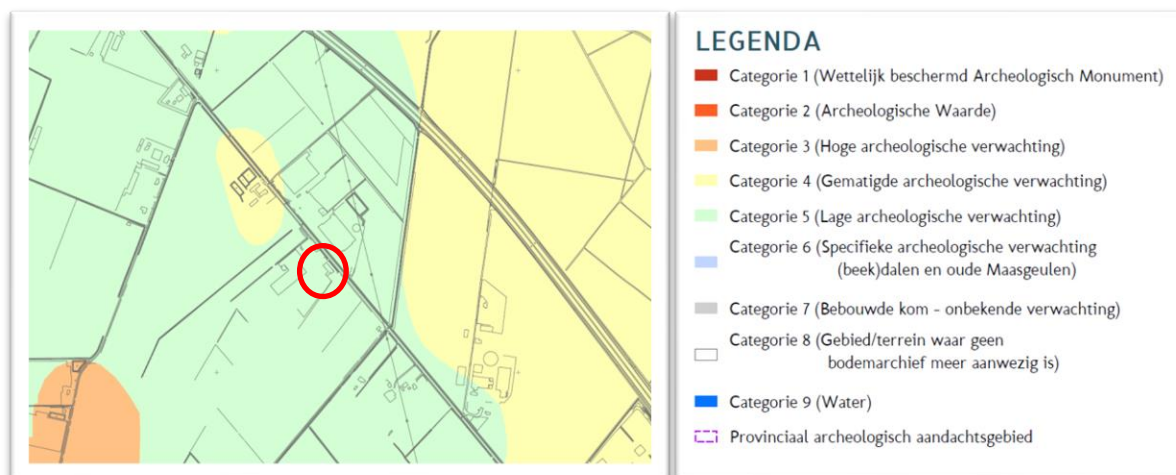 LEGENDA
Categorie 1 (Wettelijk beschermd Archeologisch Monument)
Categorie 2 (Archeologische Waarde)
Categorie 3 (Hoge archeologische verwachting)
Categorie 4 (Gematigde archeologische verwachting)
Categorie 5 (Lage archeologische verwachting)
Categorie 6 (Specifieke archeologische verwachting
(beek)dalen en oude Maasgeulen)
Categorie 7 (Bebouwde kom - onbekende verwachting)
Categorie 8 (Gebied/terrein waar geen
bodemarchief meer aanwezig is)
Categorie 9 (Water)
Provinciaal archeologisch aandachtsgebied